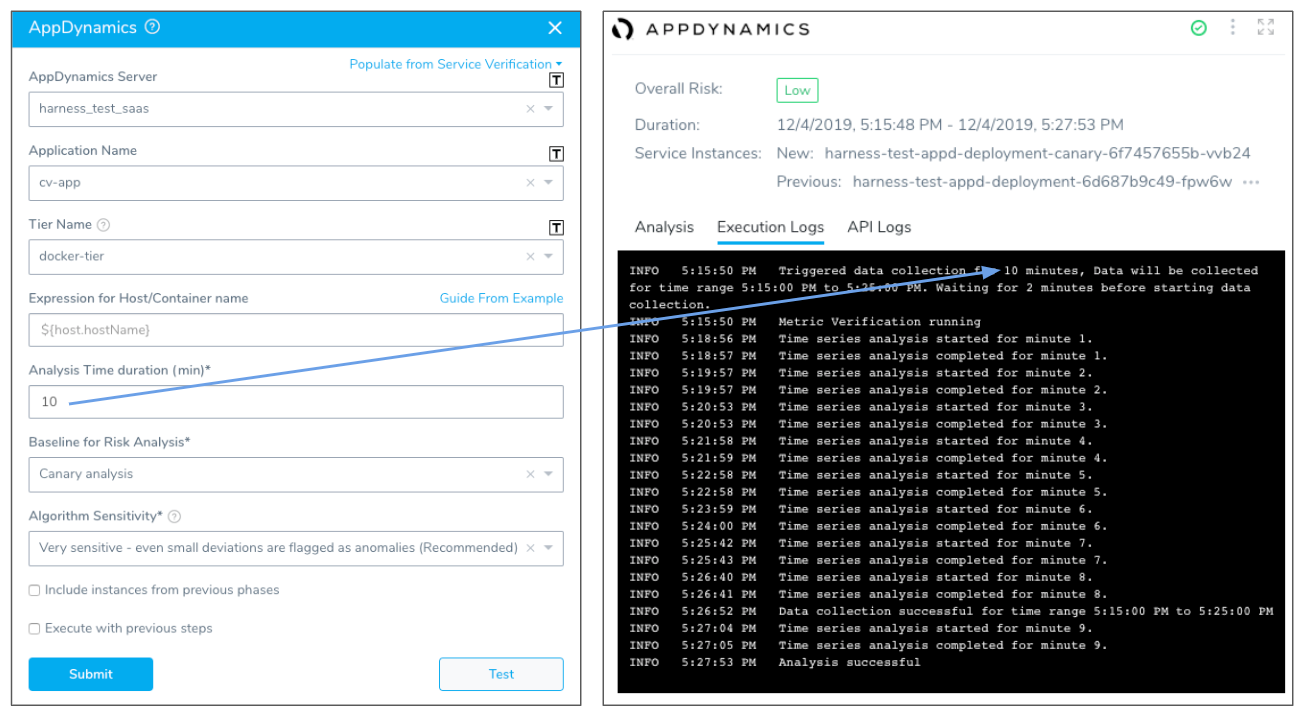 AppDynamics ?
Populate from Service Verification
AppDynamics Server
T
harness_test_saas
Application Name
T
cv-app
Tier Name ?
T
docker-tier
Expression for Host/Container name Guide From Example
${host.hostName}
Analysis Time duration (min)*
10
Baseline for Risk Analysis*
Canary analysis
Algorithm Sensitivity* ?
Very sensitive - even small deviations are flagged as anomalies (Recommended)
Include instances from previous phases
Execute with previous steps
Submit Test
APPDYNAMICS
Overall Risk: Low
Duration: 12/4/2019, 5:15:48 PM - 12/4/2019, 5:27:53 PM
Service Instances: New: harness-test-appd-deployment-canary-6f7457655b-vvb24
Previous: harness-test-appd-deployment-6d687b9c49-fpw6w ...
Analysis Execution Logs API Logs
INFO 5:15:50 PM Triggered data collection for 10 minutes, Data will be collected
for time range 5:15:00 PM to 5:25:00 PM. Waiting for 2 minutes before starting data
collection.
INFO 5:15:50 PM Metric Verification running
INFO 5:18:56 PM Time series analysis started for minute 1.
INFO 5:18:57 PM Time series analysis completed for minute 1.
INFO 5:19:57 PM Time series analysis started for minute 2.
INFO 5:19:57 PM Time series analysis completed for minute 2.
INFO 5:20:53 PM Time series analysis started for minute 3.
INFO 5:20:53 PM Time series analysis completed for minute 3.
INFO 5:21:58 PM Time series analysis started for minute 4.
INFO 5:21:59 PM Time series analysis completed for minute 4.
INFO 5:22:58 PM Time series analysis started for minute 5.
INFO 5:22:58 PM Time series analysis completed for minute 5.
INFO 5:23:59 PM Time series analysis started for minute 6.
INFO 5:24:00 PM Time series analysis completed for minute 6.
INFO 5:25:42 PM Time series analysis started for minute 7.
INFO 5:25:43 PM Time series analysis completed for minute 7.
INFO 5:26:40 PM Time series analysis started for minute 8.
INFO 5:26:41 PM Time series analysis completed for minute 8.
INFO 5:26:52 PM Data collection successful for time range 5:15:00 PM to 5:25:00 PM
INFO 5:27:04 PM Time series analysis started for minute 9.
INFO 5:27:05 PM Time series analysis completed for minute 9.
INFO 5:27:53 PM Analysis successful